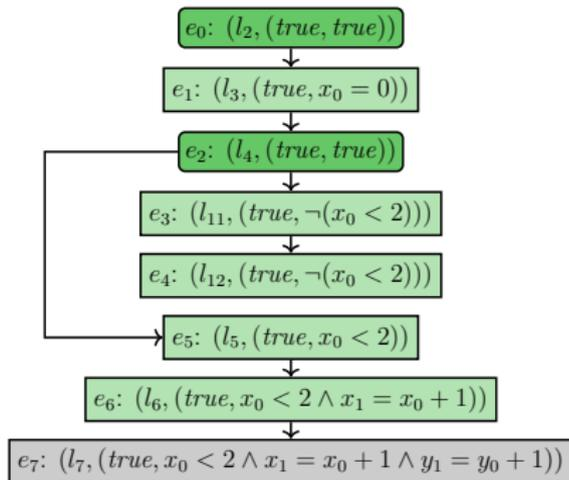 e₀: (l₂, (true, true))
e₁: (l₃, (true, x₀ = 0))
e₂: (l₄, (true, true))
e₃: (l₁₁, (true, ¬(x₀ < 2)))
e₄: (l₁₂, (true, ¬(x₀ < 2)))
e₅: (l₅, (true, x₀ < 2))
e₆: (l₆, (true, x₀ < 2 ∧ x₁ = x₀ + 1))
e₇: (l₇, (true, x₀ < 2 ∧ x₁ = x₀ + 1 ∧ y₁ = y₀ + 1))